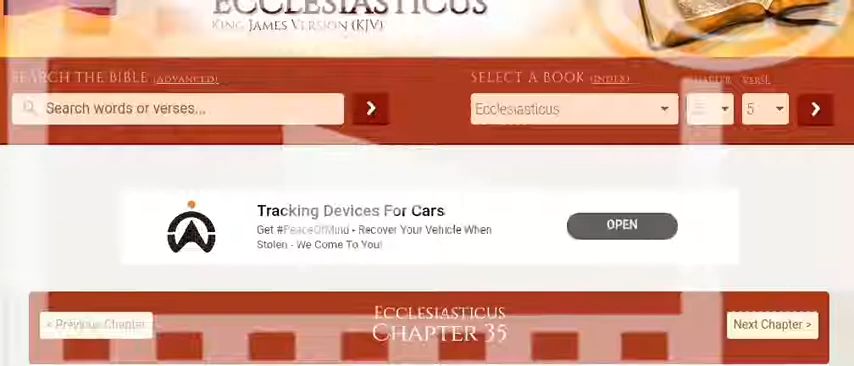 ECCLESIASTICUS
KING JAMES VERSION (KJV)
SEARCH THE BIBLE (ADVANCED)
SELECT A BOOK (INDEX) CHAPTER VERSE
Search words or verses...
Ecclesiasticus
5
Tracking Devices For Cars
Get #PeaceOfMind - Recover Your Vehicle When
Stolen - We Come To You!
OPEN
< Previous Chapter
ECCLESIASTICUS
CHAPTER 35
Next Chapter >